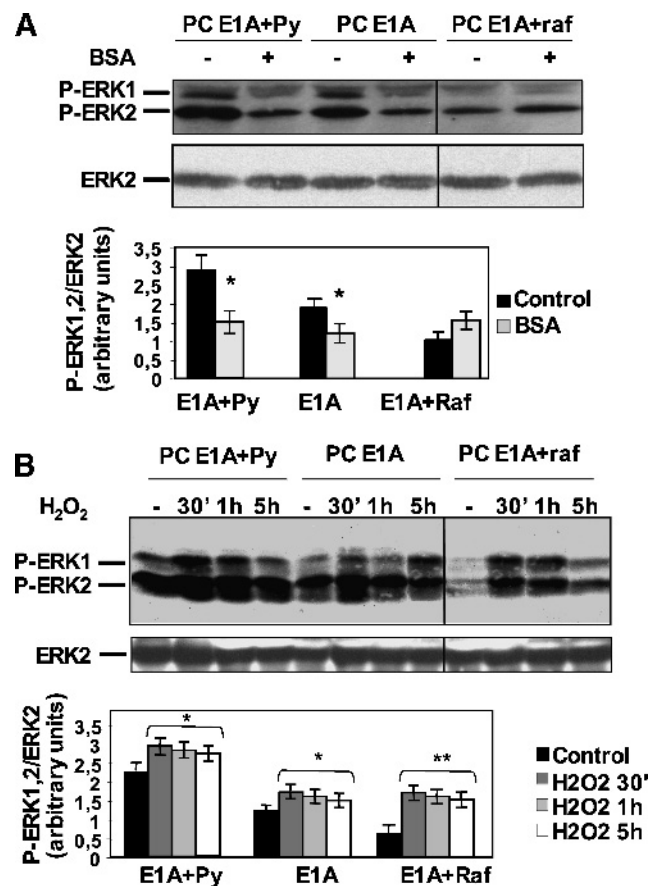 A
PC E1A+Py PC E1A PC E1A+raf
BSA - + - + - +
P-ERK1
P-ERK2
ERK2
P-ERK1,2/ERK2
(arbitrary units)
3,5
3
2,5
2
1,5
1
0,5
0
* *
Control
BSA
E1A+Py E1A E1A+Raf
B
PC E1A+Py PC E1A PC E1A+raf
H₂O₂ - 30' 1h 5h - 30' 1h 5h - 30' 1h 5h
P-ERK1
P-ERK2
ERK2
P-ERK1,2/ERK2
(arbitrary units)
3,5
3
2,5
2
1,5
1
0,5
0
* * **
Control
H2O2 30'
H2O2 1h
H2O2 5h
E1A+Py E1A E1A+Raf